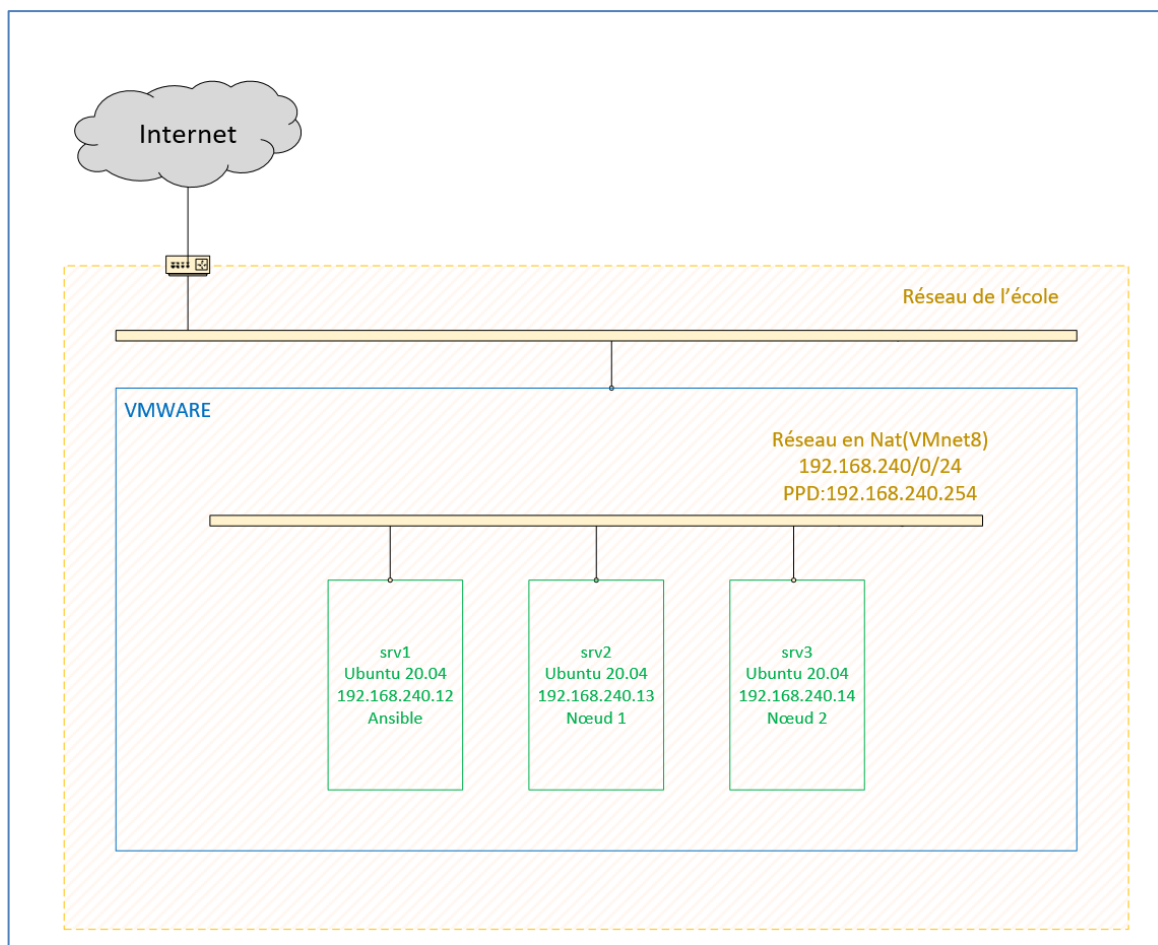 Internet
Réseau de l'école
VMWARE
Réseau en Nat(VMnet8)
192.168.240/0/24
PPD:192.168.240.254
srv1
Ubuntu 20.04
192.168.240.12
Ansible
srv2
Ubuntu 20.04
192.168.240.13
Nœud 1
srv3
Ubuntu 20.04
192.168.240.14
Nœud 2